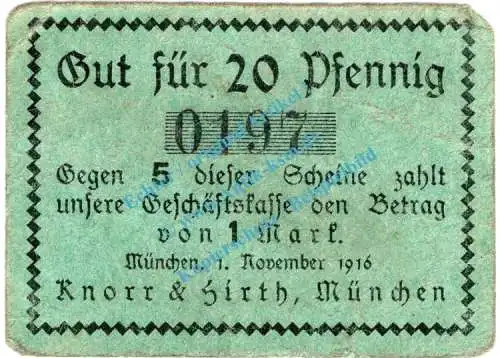 Gut für 20 Pfennig
0197
Gegen 5 dieser Scheine zahlt
unsere Geschäftskasse den Betrag
von 1 Mark.
München, 1. November 1916
Knorr & Hirth, München